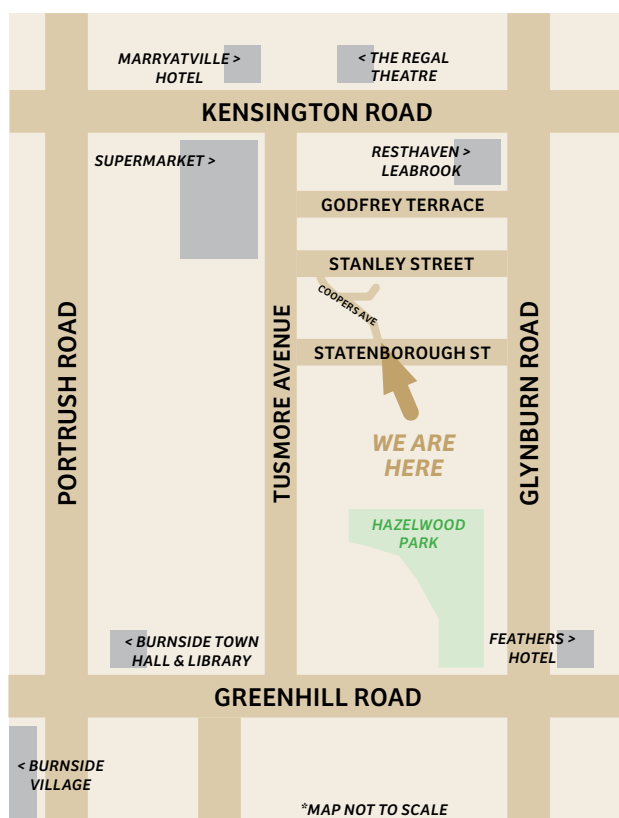 MARRYATVILLE >
HOTEL
< THE REGAL
THEATRE
KENSINGTON ROAD
SUPERMARKET >
RESTHAVEN >
LEABROOK
GODFREY TERRACE
STANLEY STREET
COOPERS AVE
STATENBOROUGH ST
PORTRUSH ROAD
TUSMORE AVENUE
GLYNBURN ROAD
WE ARE
HERE
HAZELWOOD
PARK
< BURNSIDE TOWN
HALL & LIBRARY
FEATHERS >
HOTEL
GREENHILL ROAD
< BURNSIDE
VILLAGE
*MAP NOT TO SCALE